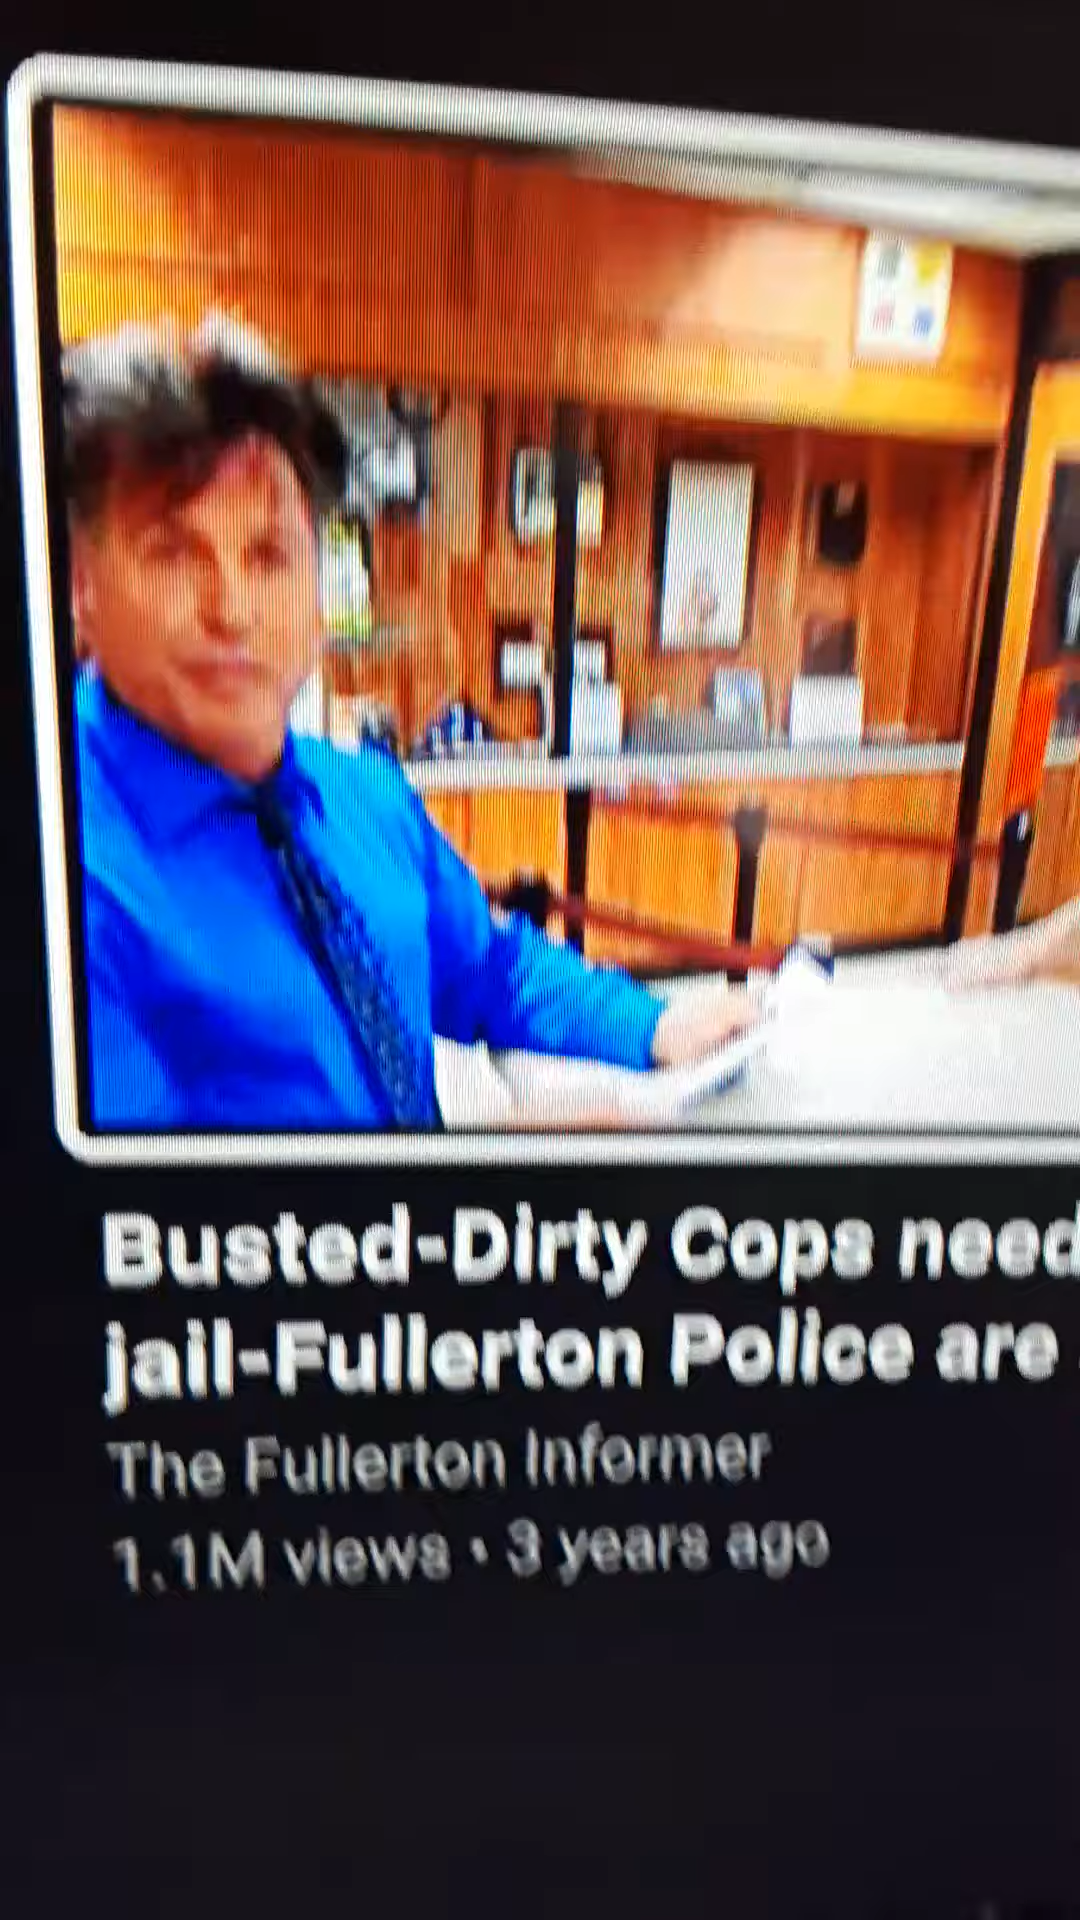 Busted-Dirty Cops need
jail-Fullerton Police are
The Fullerton Informer
1.1M views • 3 years ago